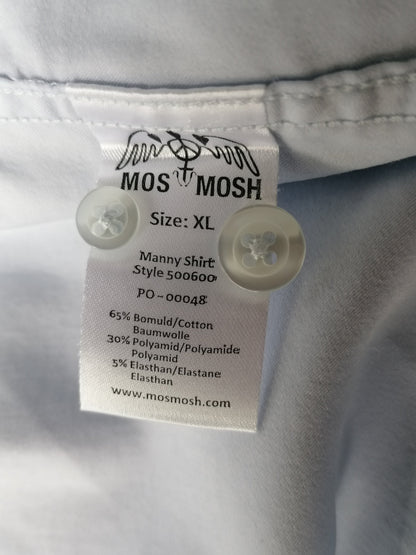 MOS MOSH
Size: XL
Manny Shirt
Style 500600
PO-00048
65% Bomuld/Cotton
Baumwolle
30% Polyamid/Polyamide
Polyamid
5% Elasthan/Elastane
Elasthan
www.mosmosh.com